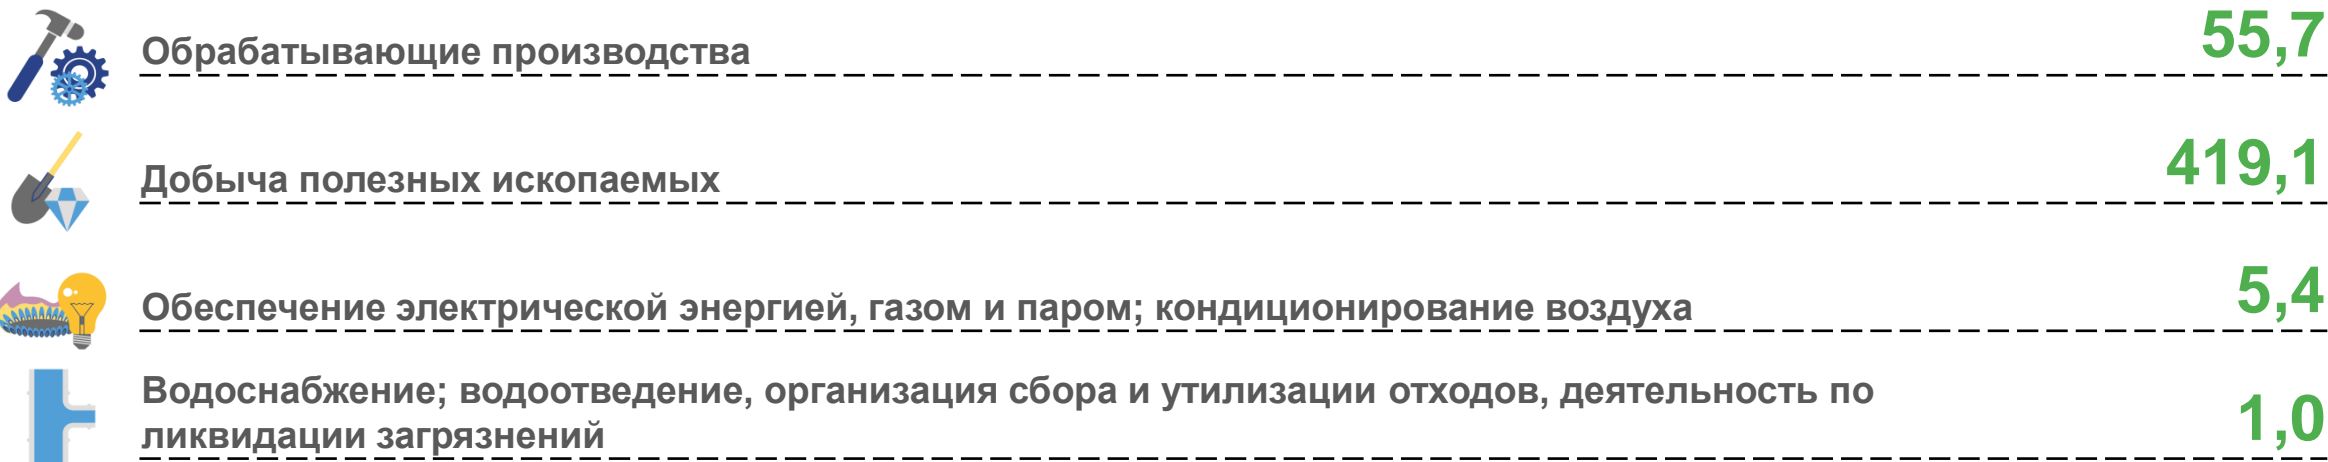 Обрабатывающие производства 55,7
Добыча полезных ископаемых 419,1
Обеспечение электрической энергией, газом и паром; кондиционирование воздуха 5,4
Водоснабжение; водоотведение, организация сбора и утилизации отходов, деятельность по
ликвидации загрязнений 1,0